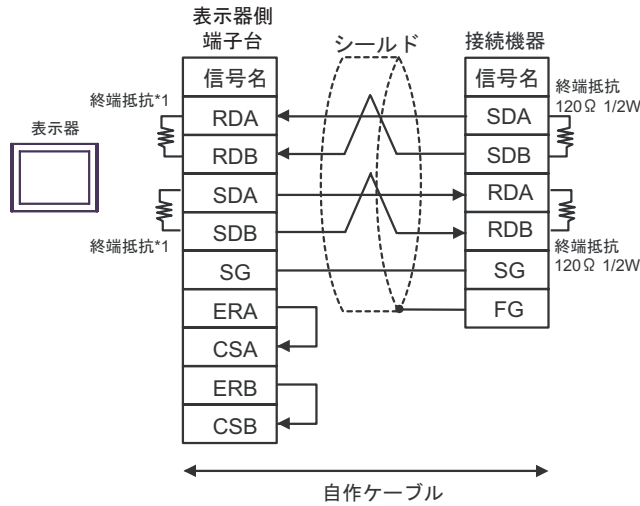 表示器側
端子台
シールド
接続機器
信号名
信号名
終端抵抗*1
終端抵抗
120Ω 1/2W
表示器
RDA
SDA
RDB
SDB
SDA
RDA
SDB
RDB
終端抵抗*1
終端抵抗
120Ω 1/2W
SG
SG
ERA
FG
CSA
ERB
CSB
自作ケーブル